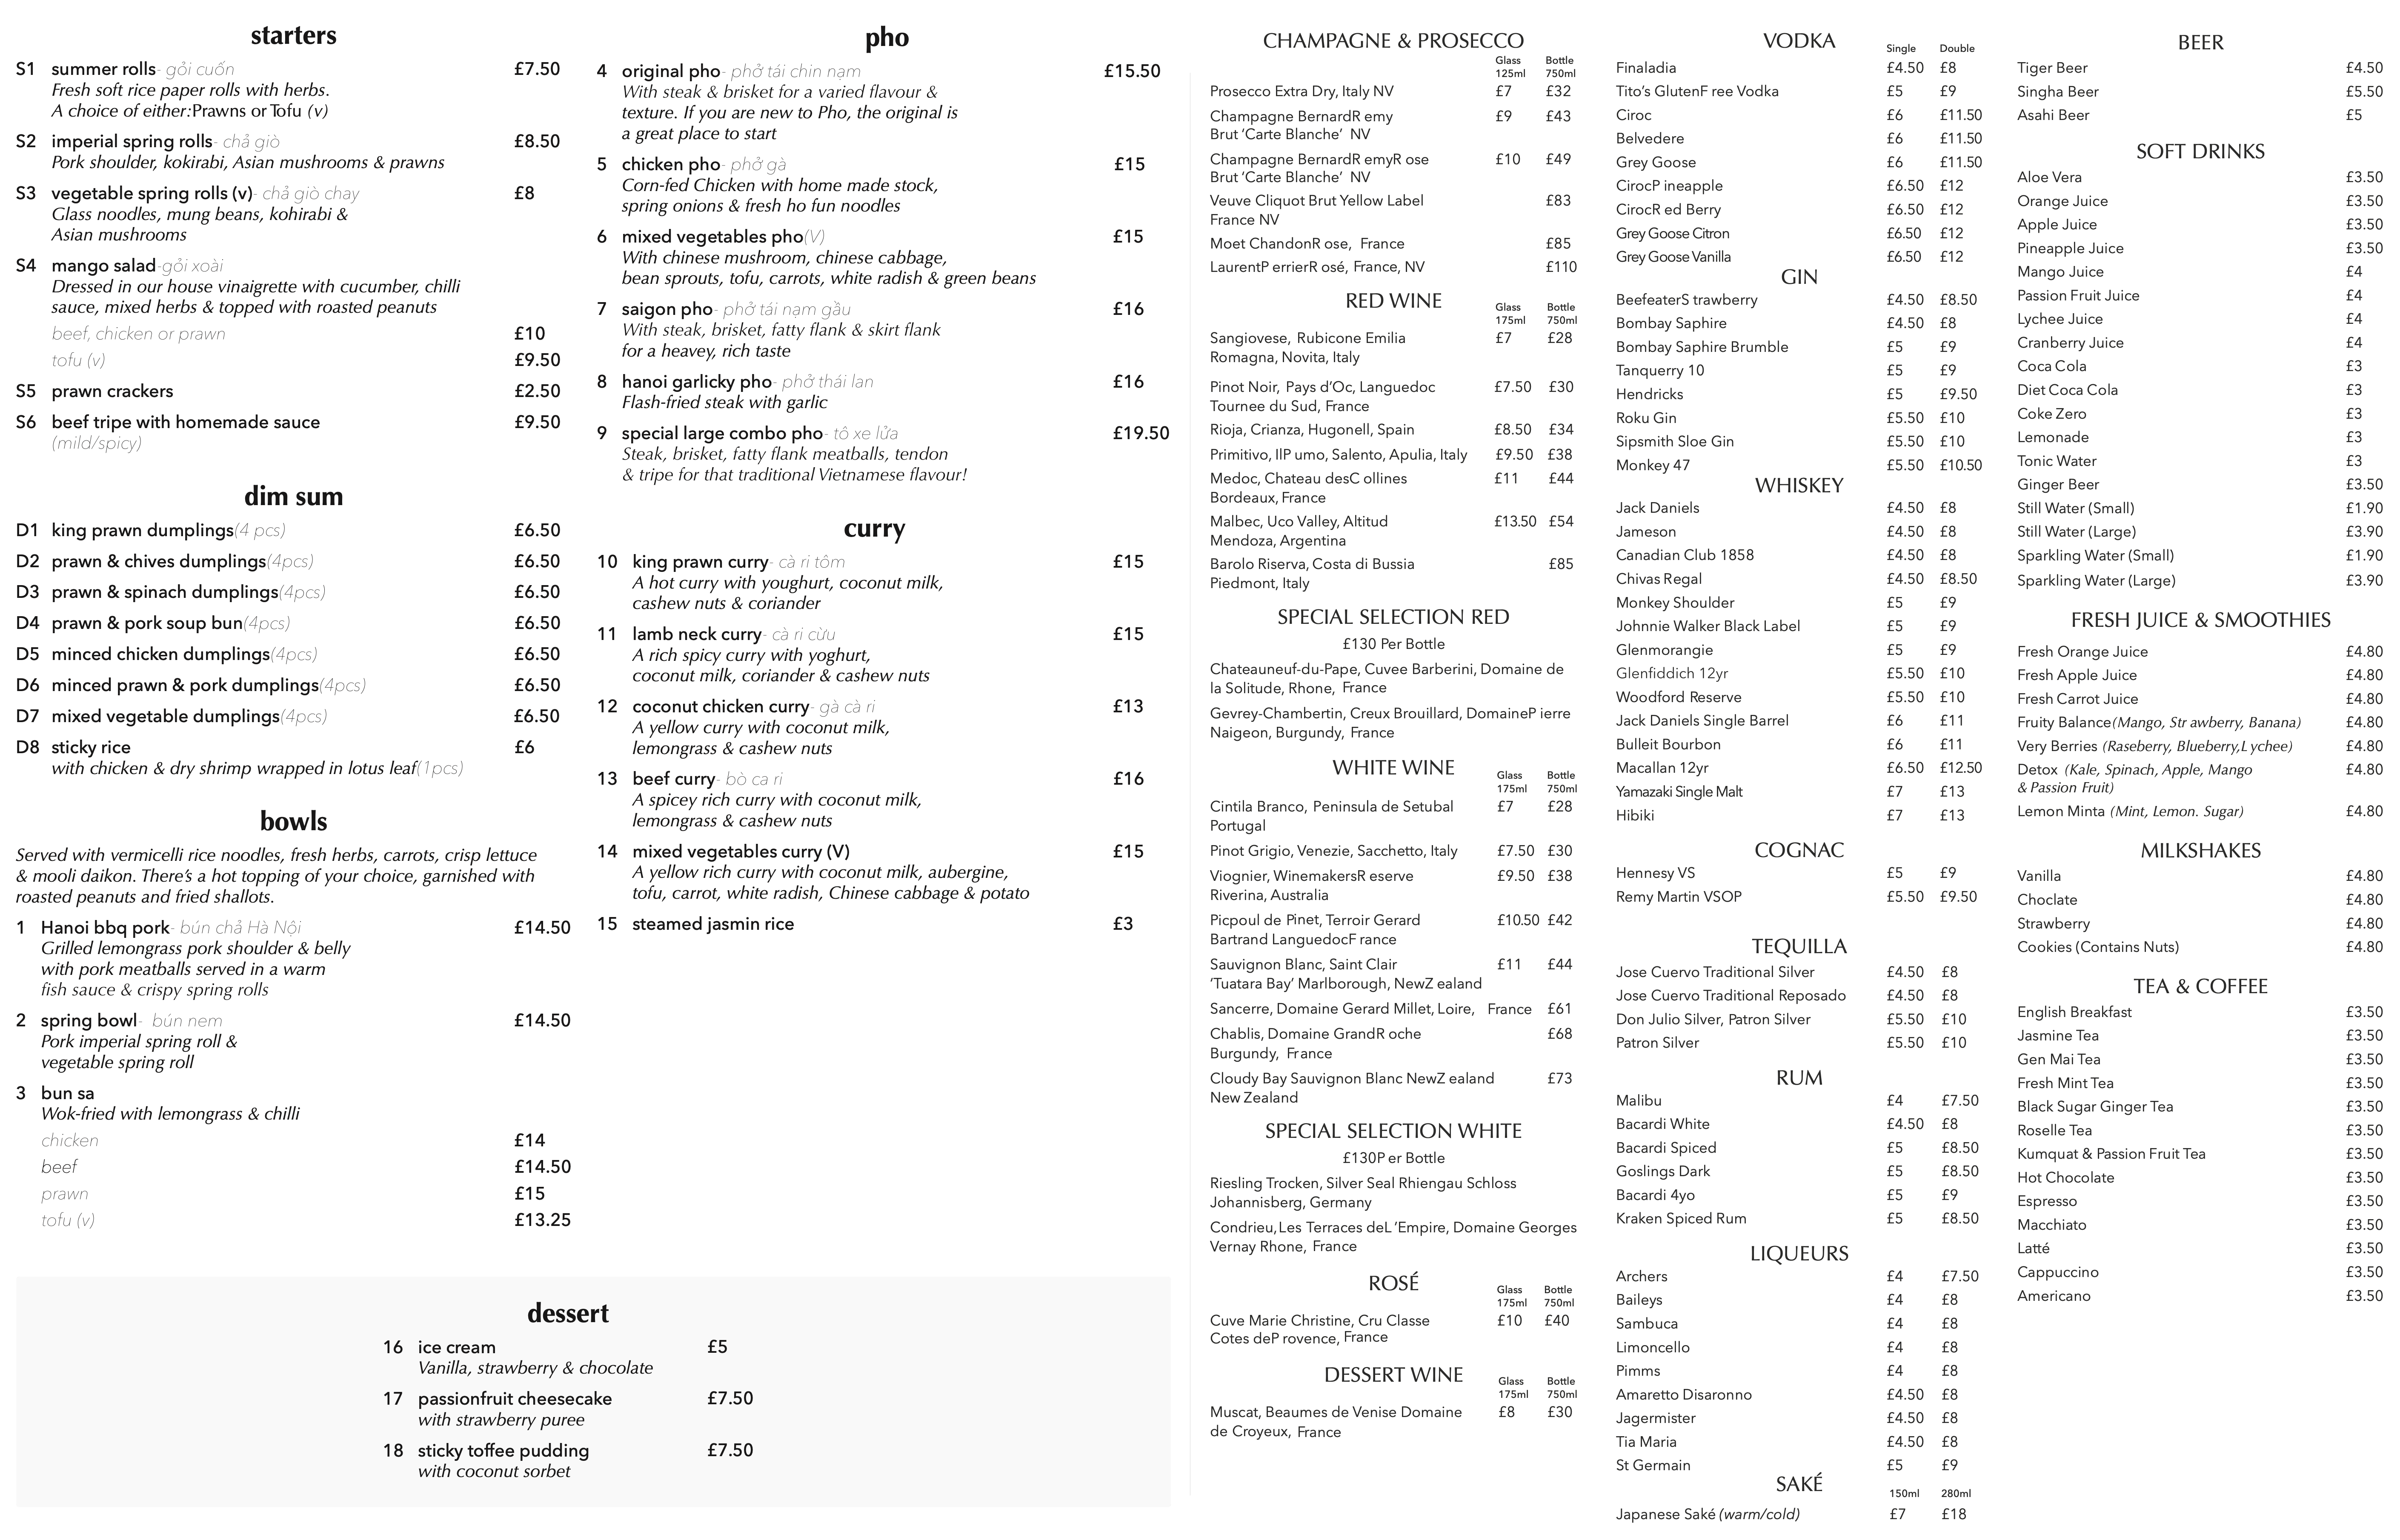 starters
S1 summer rolls- gỏi cuốn £7.50
Fresh soft rice paper rolls with herbs.
A choice of either:Prawns or Tofu (v)
S2 imperial spring rolls- chả giò £8.50
Pork shoulder, kokirabi, Asian mushrooms & prawns
S3 vegetable spring rolls (v)- chả giò chay £8
Glass noodles, mung beans, kohirabi &
Asian mushrooms
S4 mango salad-gỏi xoài
Dressed in our house vinaigrette with cucumber, chilli
sauce, mixed herbs & topped with roasted peanuts
beef, chicken or prawn £10
tofu (v) £9.50
S5 prawn crackers £2.50
S6 beef tripe with homemade sauce £9.50
(mild/spicy)
dim sum
D1 king prawn dumplings(4 pcs) £6.50
D2 prawn & chives dumplings(4pcs) £6.50
D3 prawn & spinach dumplings(4pcs) £6.50
D4 prawn & pork soup bun(4pcs) £6.50
D5 minced chicken dumplings(4pcs) £6.50
D6 minced prawn & pork dumplings(4pcs) £6.50
D7 mixed vegetable dumplings(4pcs) £6.50
D8 sticky rice £6
with chicken & dry shrimp wrapped in lotus leaf(1pcs)
bowls
Served with vermicelli rice noodles, fresh herbs, carrots, crisp lettuce
& mooli daikon. There's a hot topping of your choice, garnished with
roasted peanuts and fried shallots.
1 Hanoi bbq pork- bún chả Hà Nội £14.50
Grilled lemongrass pork shoulder & belly
with pork meatballs served in a warm
fish sauce & crispy spring rolls
2 spring bowl- bún nem £14.50
Pork imperial spring roll &
vegetable spring roll
3 bun sa
Wok-fried with lemongrass & chilli
chicken £14
beef £14.50
prawn £15
tofu (v) £13.25
pho
4 original pho- phở tái chin nạm £15.50
With steak & brisket for a varied flavour &
texture. If you are new to Pho, the original is
a great place to start
5 chicken pho- phở gà £15
Corn-fed Chicken with home made stock,
spring onions & fresh ho fun noodles
6 mixed vegetables pho(V) £15
With chinese mushroom, chinese cabbage,
bean sprouts, tofu, carrots, white radish & green beans
7 saigon pho- phở tái nạm gầu £16
With steak, brisket, fatty flank & skirt flank
for a heavey, rich taste
8 hanoi garlicky pho- phở thái lan £16
Flash-fried steak with garlic
9 special large combo pho- tô xe lửa £19.50
Steak, brisket, fatty flank meatballs, tendon
& tripe for that traditional Vietnamese flavour!
curry
10 king prawn curry- cà ri tôm £15
A hot curry with youghurt, coconut milk,
cashew nuts & coriander
11 lamb neck curry- cà ri cừu £15
A rich spicy curry with yoghurt,
coconut milk, coriander & cashew nuts
12 coconut chicken curry- gà cà ri £13
A yellow curry with coconut milk,
lemongrass & cashew nuts
13 beef curry- bò ca ri £16
A spicey rich curry with coconut milk,
lemongrass & cashew nuts
14 mixed vegetables curry (V) £15
A yellow rich curry with coconut milk, aubergine,
tofu, carrot, white radish, Chinese cabbage & potato
15 steamed jasmin rice £3
dessert
16 ice cream £5
Vanilla, strawberry & chocolate
17 passionfruit cheesecake £7.50
with strawberry puree
18 sticky toffee pudding £7.50
with coconut sorbet
CHAMPAGNE & PROSECCO
Glass Bottle
125ml 750ml
Prosecco Extra Dry, Italy NV £7 £32
Champagne BernardR emy £9 £43
Brut 'Carte Blanche' NV
Champagne BernardR emyR ose £10 £49
Brut 'Carte Blanche' NV
Veuve Cliquot Brut Yellow Label £83
France NV
Moet ChandonR ose, France £85
LaurentP errierR osé, France, NV £110
RED WINE
Glass Bottle
175ml 750ml
Sangiovese, Rubicone Emilia £7 £28
Romagna, Novita, Italy
Pinot Noir, Pays d'Oc, Languedoc £7.50 £30
Tournee du Sud, France
Rioja, Crianza, Hugonell, Spain £8.50 £34
Primitivo, IlP umo, Salento, Apulia, Italy £9.50 £38
Medoc, Chateau desC ollines £11 £44
Bordeaux, France
Malbec, Uco Valley, Altitud £13.50 £54
Mendoza, Argentina
Barolo Riserva, Costa di Bussia £85
Piedmont, Italy
SPECIAL SELECTION RED
£130 Per Bottle
Chateauneuf-du-Pape, Cuvee Barberini, Domaine de
la Solitude, Rhone, France
Gevrey-Chambertin, Creux Brouillard, DomaineP ierre
Naigeon, Burgundy, France
WHITE WINE
Glass Bottle
175ml 750ml
Cintila Branco, Peninsula de Setubal £7 £28
Portugal
Pinot Grigio, Venezie, Sacchetto, Italy £7.50 £30
Viognier, WinemakersR eserve £9.50 £38
Riverina, Australia
Picpoul de Pinet, Terroir Gerard £10.50 £42
Bartrand LanguedocF rance
Sauvignon Blanc, Saint Clair £11 £44
'Tuatara Bay' Marlborough, NewZ ealand
Sancerre, Domaine Gerard Millet, Loire, France £61
Chablis, Domaine GrandR oche £68
Burgundy, France
Cloudy Bay Sauvignon Blanc NewZ ealand £73
New Zealand
SPECIAL SELECTION WHITE
£130P er Bottle
Riesling Trocken, Silver Seal Rhiengau Schloss
Johannisberg, Germany
Condrieu,Les Terraces deL 'Empire, Domaine Georges
Vernay Rhone, France
ROSÉ
Glass Bottle
175ml 750ml
Cuve Marie Christine, Cru Classe £10 £40
Cotes deP rovence, France
DESSERT WINE
Glass Bottle
175ml 750ml
Muscat, Beaumes de Venise Domaine £8 £30
de Croyeux, France
VODKA
Single Double
Finaladia £4.50 £8
Tito's GlutenF ree Vodka £5 £9
Ciroc £6 £11.50
Belvedere £6 £11.50
Grey Goose £6 £11.50
CirocP ineapple £6.50 £12
CirocR ed Berry £6.50 £12
Grey Goose Citron £6.50 £12
Grey Goose Vanilla £6.50 £12
GIN
BeefeaterS trawberry £4.50 £8.50
Bombay Saphire £4.50 £8
Bombay Saphire Brumble £5 £9
Tanquerry 10 £5 £9
Hendricks £5 £9.50
Roku Gin £5.50 £10
Sipsmith Sloe Gin £5.50 £10
Monkey 47 £5.50 £10.50
WHISKEY
Jack Daniels £4.50 £8
Jameson £4.50 £8
Canadian Club 1858 £4.50 £8
Chivas Regal £4.50 £8.50
Monkey Shoulder £5 £9
Johnnie Walker Black Label £5 £9
Glenmorangie £5 £9
Glenfiddich 12yr £5.50 £10
Woodford Reserve £5.50 £10
Jack Daniels Single Barrel £6 £11
Bulleit Bourbon £6 £11
Macallan 12yr £6.50 £12.50
Yamazaki Single Malt £7 £13
Hibiki £7 £13
COGNAC
Hennesy VS £5 £9
Remy Martin VSOP £5.50 £9.50
TEQUILLA
Jose Cuervo Traditional Silver £4.50 £8
Jose Cuervo Traditional Reposado £4.50 £8
Don Julio Silver, Patron Silver £5.50 £10
Patron Silver £5.50 £10
RUM
Malibu £4 £7.50
Bacardi White £4.50 £8
Bacardi Spiced £5 £8.50
Goslings Dark £5 £8.50
Bacardi 4yo £5 £9
Kraken Spiced Rum £5 £8.50
LIQUEURS
Archers £4 £7.50
Baileys £4 £8
Sambuca £4 £8
Limoncello £4 £8
Pimms £4 £8
Amaretto Disaronno £4.50 £8
Jagermister £4.50 £8
Tia Maria £4.50 £8
St Germain £5 £9
SAKÉ
150ml 280ml
Japanese Saké (warm/cold) £7 £18
BEER
Tiger Beer £4.50
Singha Beer £5.50
Asahi Beer £5
SOFT DRINKS
Aloe Vera £3.50
Orange Juice £3.50
Apple Juice £3.50
Pineapple Juice £3.50
Mango Juice £4
Passion Fruit Juice £4
Lychee Juice £4
Cranberry Juice £4
Coca Cola £3
Diet Coca Cola £3
Coke Zero £3
Lemonade £3
Tonic Water £3
Ginger Beer £3.50
Still Water (Small) £1.90
Still Water (Large) £3.90
Sparkling Water (Small) £1.90
Sparkling Water (Large) £3.90
FRESH JUICE & SMOOTHIES
Fresh Orange Juice £4.80
Fresh Apple Juice £4.80
Fresh Carrot Juice £4.80
Fruity Balance(Mango, Str awberry, Banana) £4.80
Very Berries (Raseberry, Blueberry,L ychee) £4.80
Detox (Kale, Spinach, Apple, Mango £4.80
& Passion Fruit)
Lemon Minta (Mint, Lemon. Sugar) £4.80
MILKSHAKES
Vanilla £4.80
Choclate £4.80
Strawberry £4.80
Cookies (Contains Nuts) £4.80
TEA & COFFEE
English Breakfast £3.50
Jasmine Tea £3.50
Gen Mai Tea £3.50
Fresh Mint Tea £3.50
Black Sugar Ginger Tea £3.50
Roselle Tea £3.50
Kumquat & Passion Fruit Tea £3.50
Hot Chocolate £3.50
Espresso £3.50
Macchiato £3.50
Latté £3.50
Cappuccino £3.50
Americano £3.50